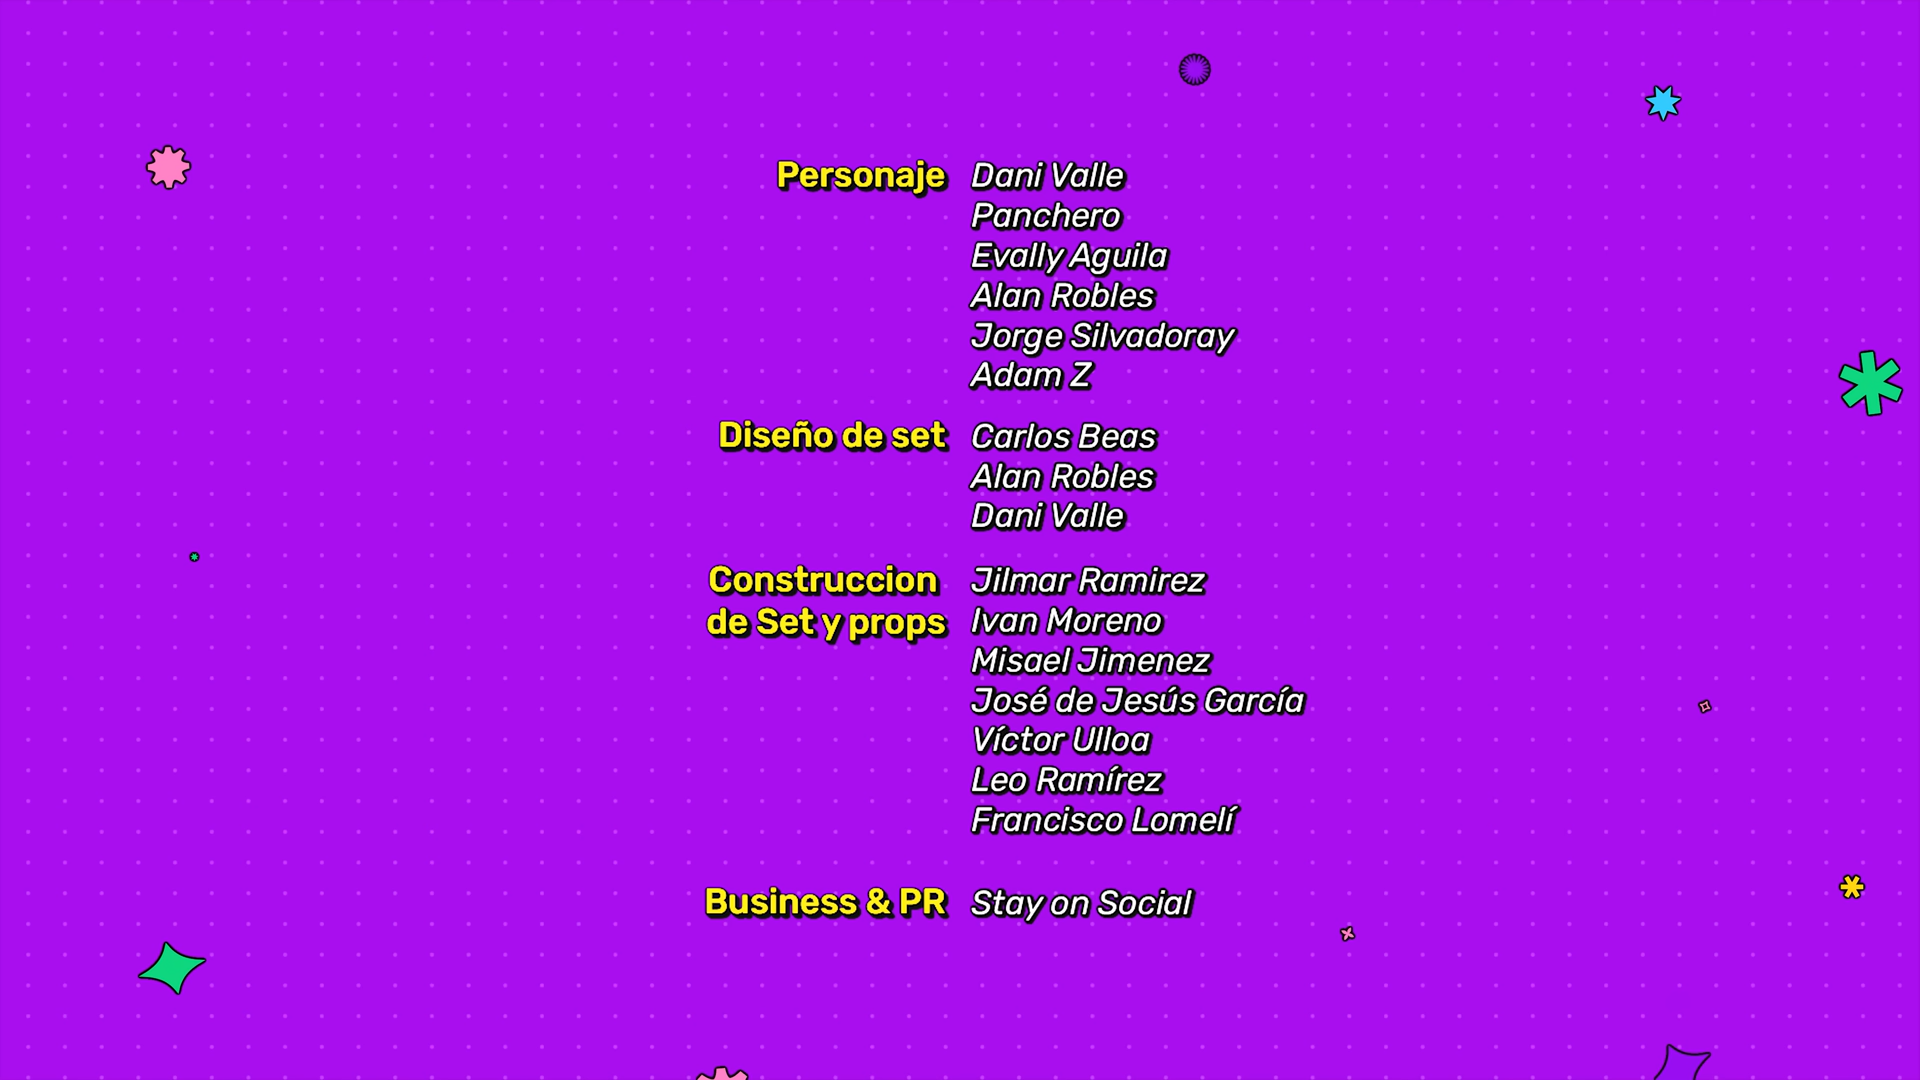 Personaje Dani Valle
Panchero
Evally Aguila
Alan Robles
Jorge Silvadoray
Adam Z
Diseño de set Carlos Beas
Alan Robles
Dani Valle
Construccion Jilmar Ramirez
de Set y props Ivan Moreno
Misael Jimenez
José de Jesús García
Víctor Ulloa
Leo Ramírez
Francisco Lomelí
Business & PR Stay on Social